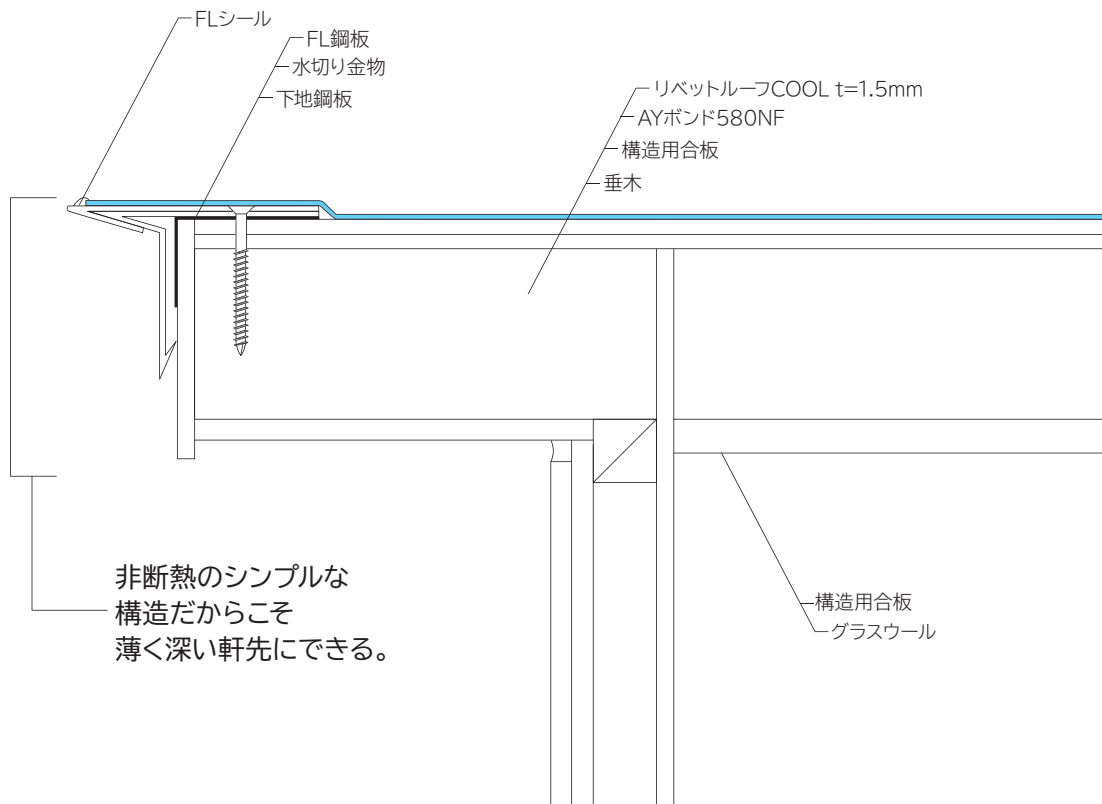 FLシール
FL鋼板
水切り金物
下地鋼板
リベットルーフCOOL t=1.5mm
AYボンド580NF
構造用合板
垂木
非断熱のシンプルな
構造だからこそ
薄く深い軒先にできる。
構造用合板
グラスウール